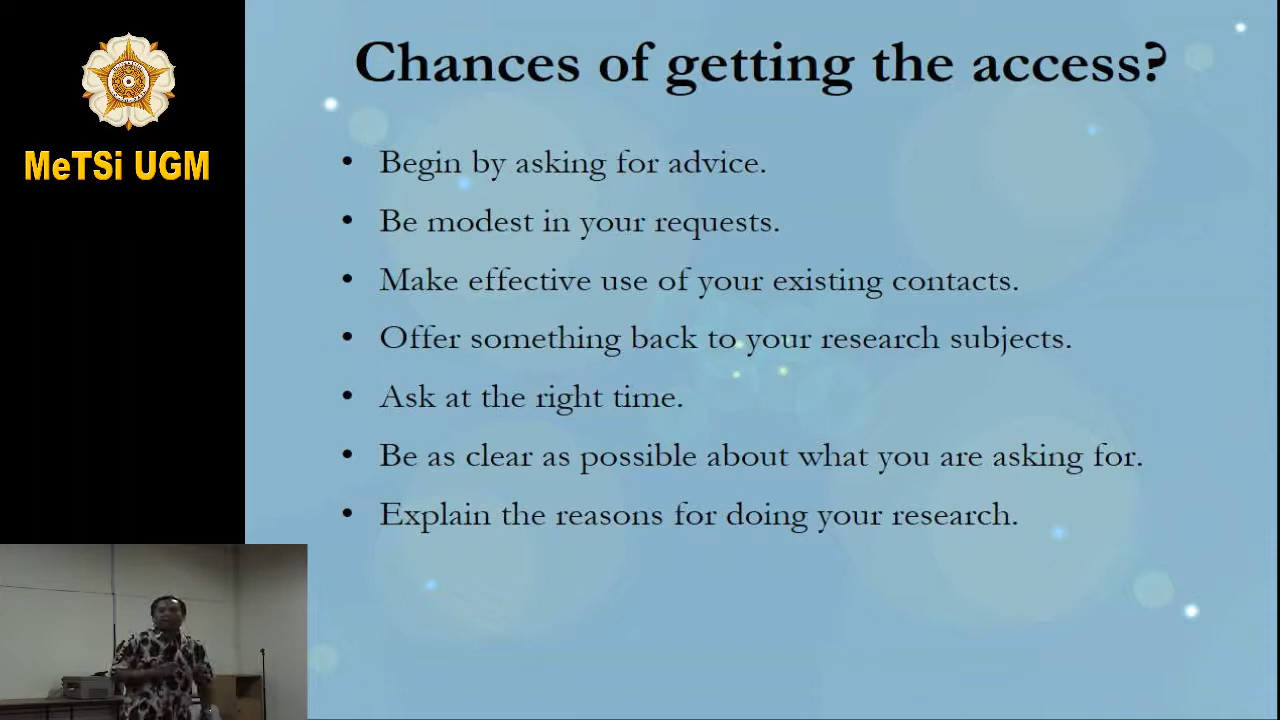 Chances of getting the access?
MeTSi UGM
• Begin by asking for advice.
• Be modest in your requests.
• Make effective use of your existing contacts.
• Offer something back to your research subjects.
• Ask at the right time.
• Be as clear as possible about what you are asking for.
• Explain the reasons for doing your research.